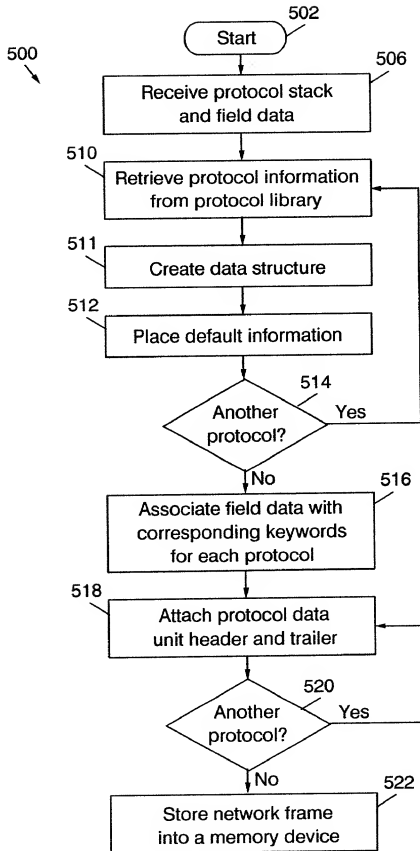 502
Start
500
506
Receive protocol stack
and field data
510
Retrieve protocol information
from protocol library
511
Create data structure
512
Place default information
514
Another
protocol?
Yes
No
516
Associate field data with
corresponding keywords
for each protocol
518
Attach protocol data
unit header and trailer
520
Another
protocol?
Yes
No
522
Store network frame
into a memory device